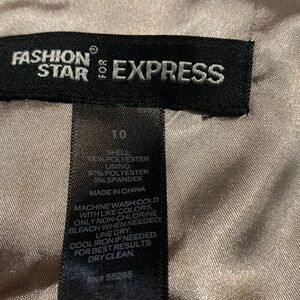 FASHION STAR® FOR EXPRESS
10
SHELL:
100% POLYESTER
LINING:
97% POLYESTER
3% SPANDEX
MADE IN CHINA
MACHINE WASH COLD
WITH LIKE COLORS.
ONLY NON-CHLORINE
BLEACH WHEN NEEDED.
LINE DRY.
COOL IRON IF NEEDED.
FOR BEST RESULTS
DRY CLEAN.
RN# 55285